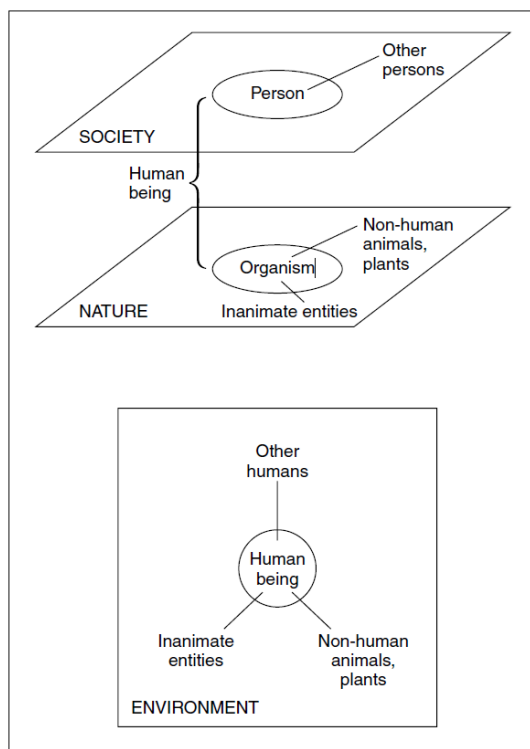 Other
persons
Person
SOCIETY
Human
being
Non-human
animals,
plants
Organism
Inanimate entities
NATURE
Other
humans
Human
being
Inanimate
entities
Non-human
animals,
plants
ENVIRONMENT